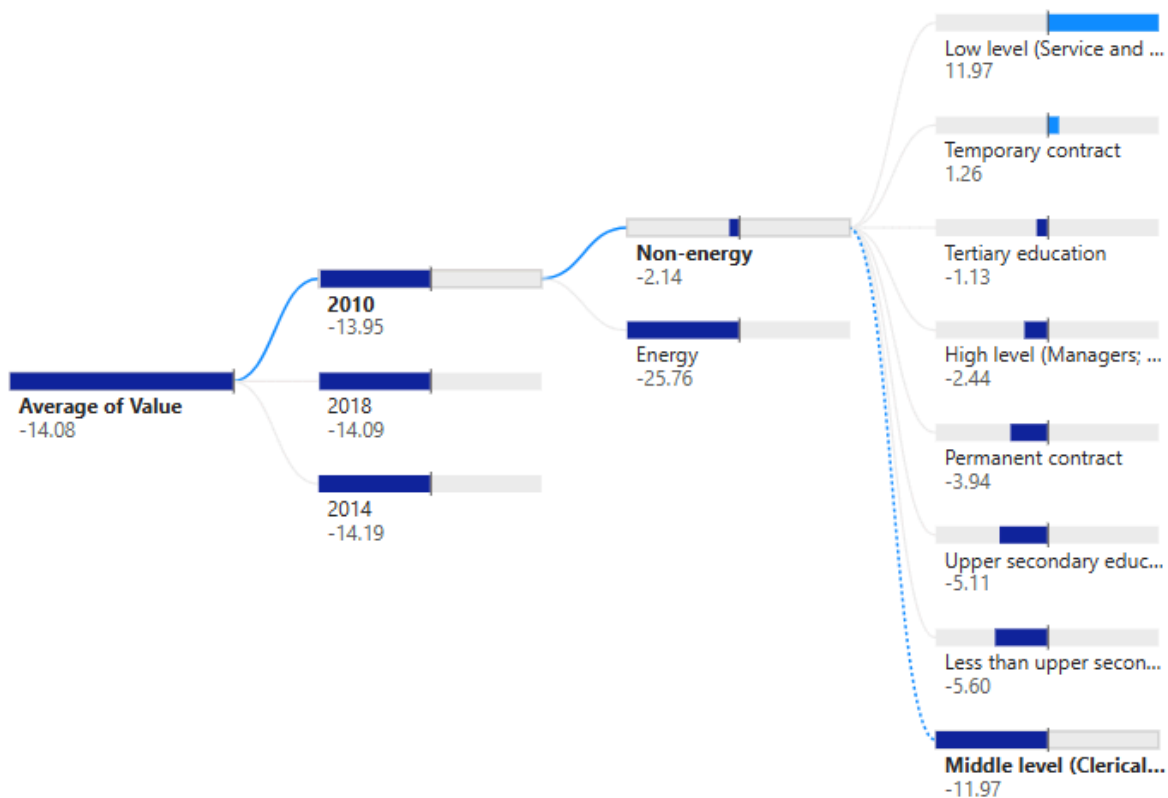 Average of Value
-14.08
2010
-13.95
2018
-14.09
2014
-14.19
Non-energy
-2.14
Energy
-25.76
Low level (Service and ...
11.97
Temporary contract
1.26
Tertiary education
-1.13
High level (Managers; ...
-2.44
Permanent contract
-3.94
Upper secondary educ...
-5.11
Less than upper secon...
-5.60
Middle level (Clerical...
-11.97